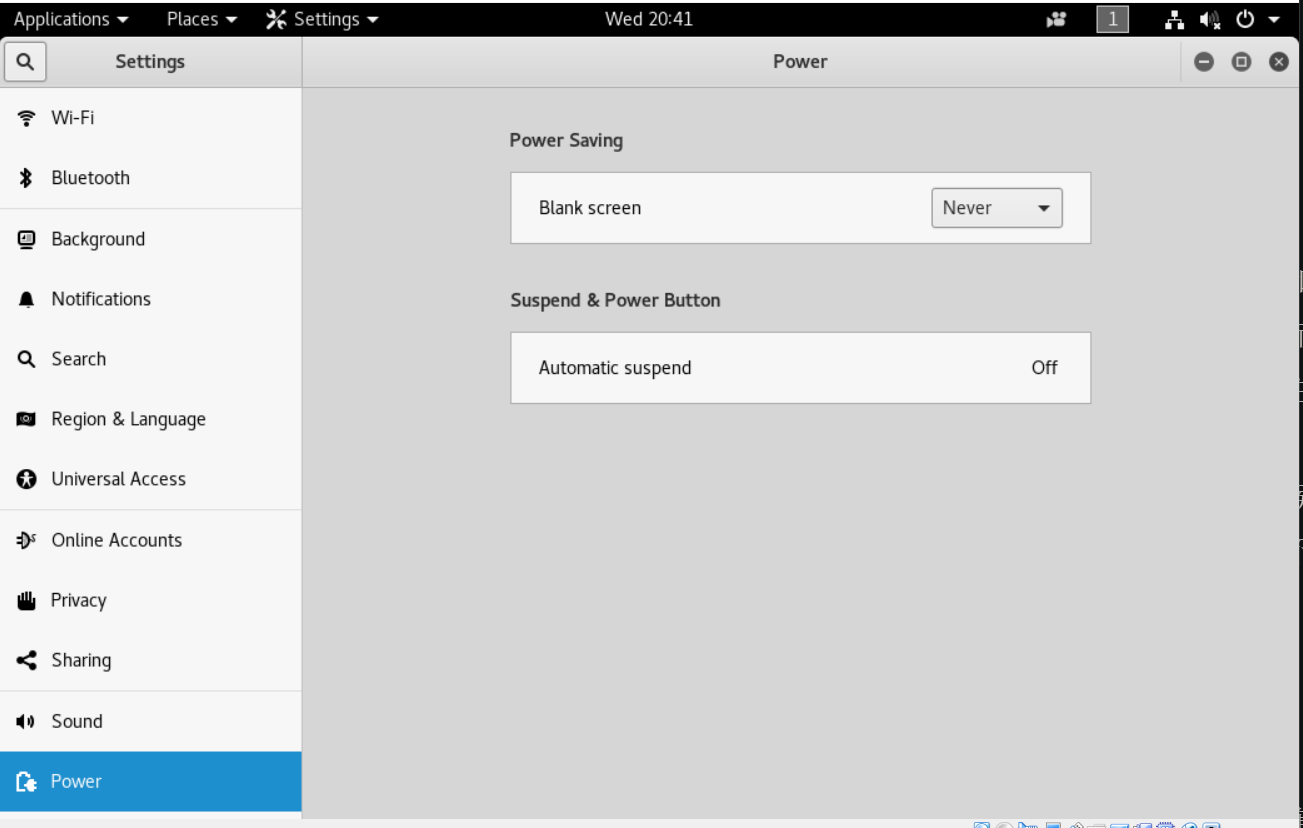 Applications Places Settings Wed 20:41 1
Settings Power
Wi-Fi
Bluetooth
Background
Notifications
Search
Region & Language
Universal Access
Online Accounts
Privacy
Sharing
Sound
Power
Power Saving
Blank screen Never
Suspend & Power Button
Automatic suspend Off